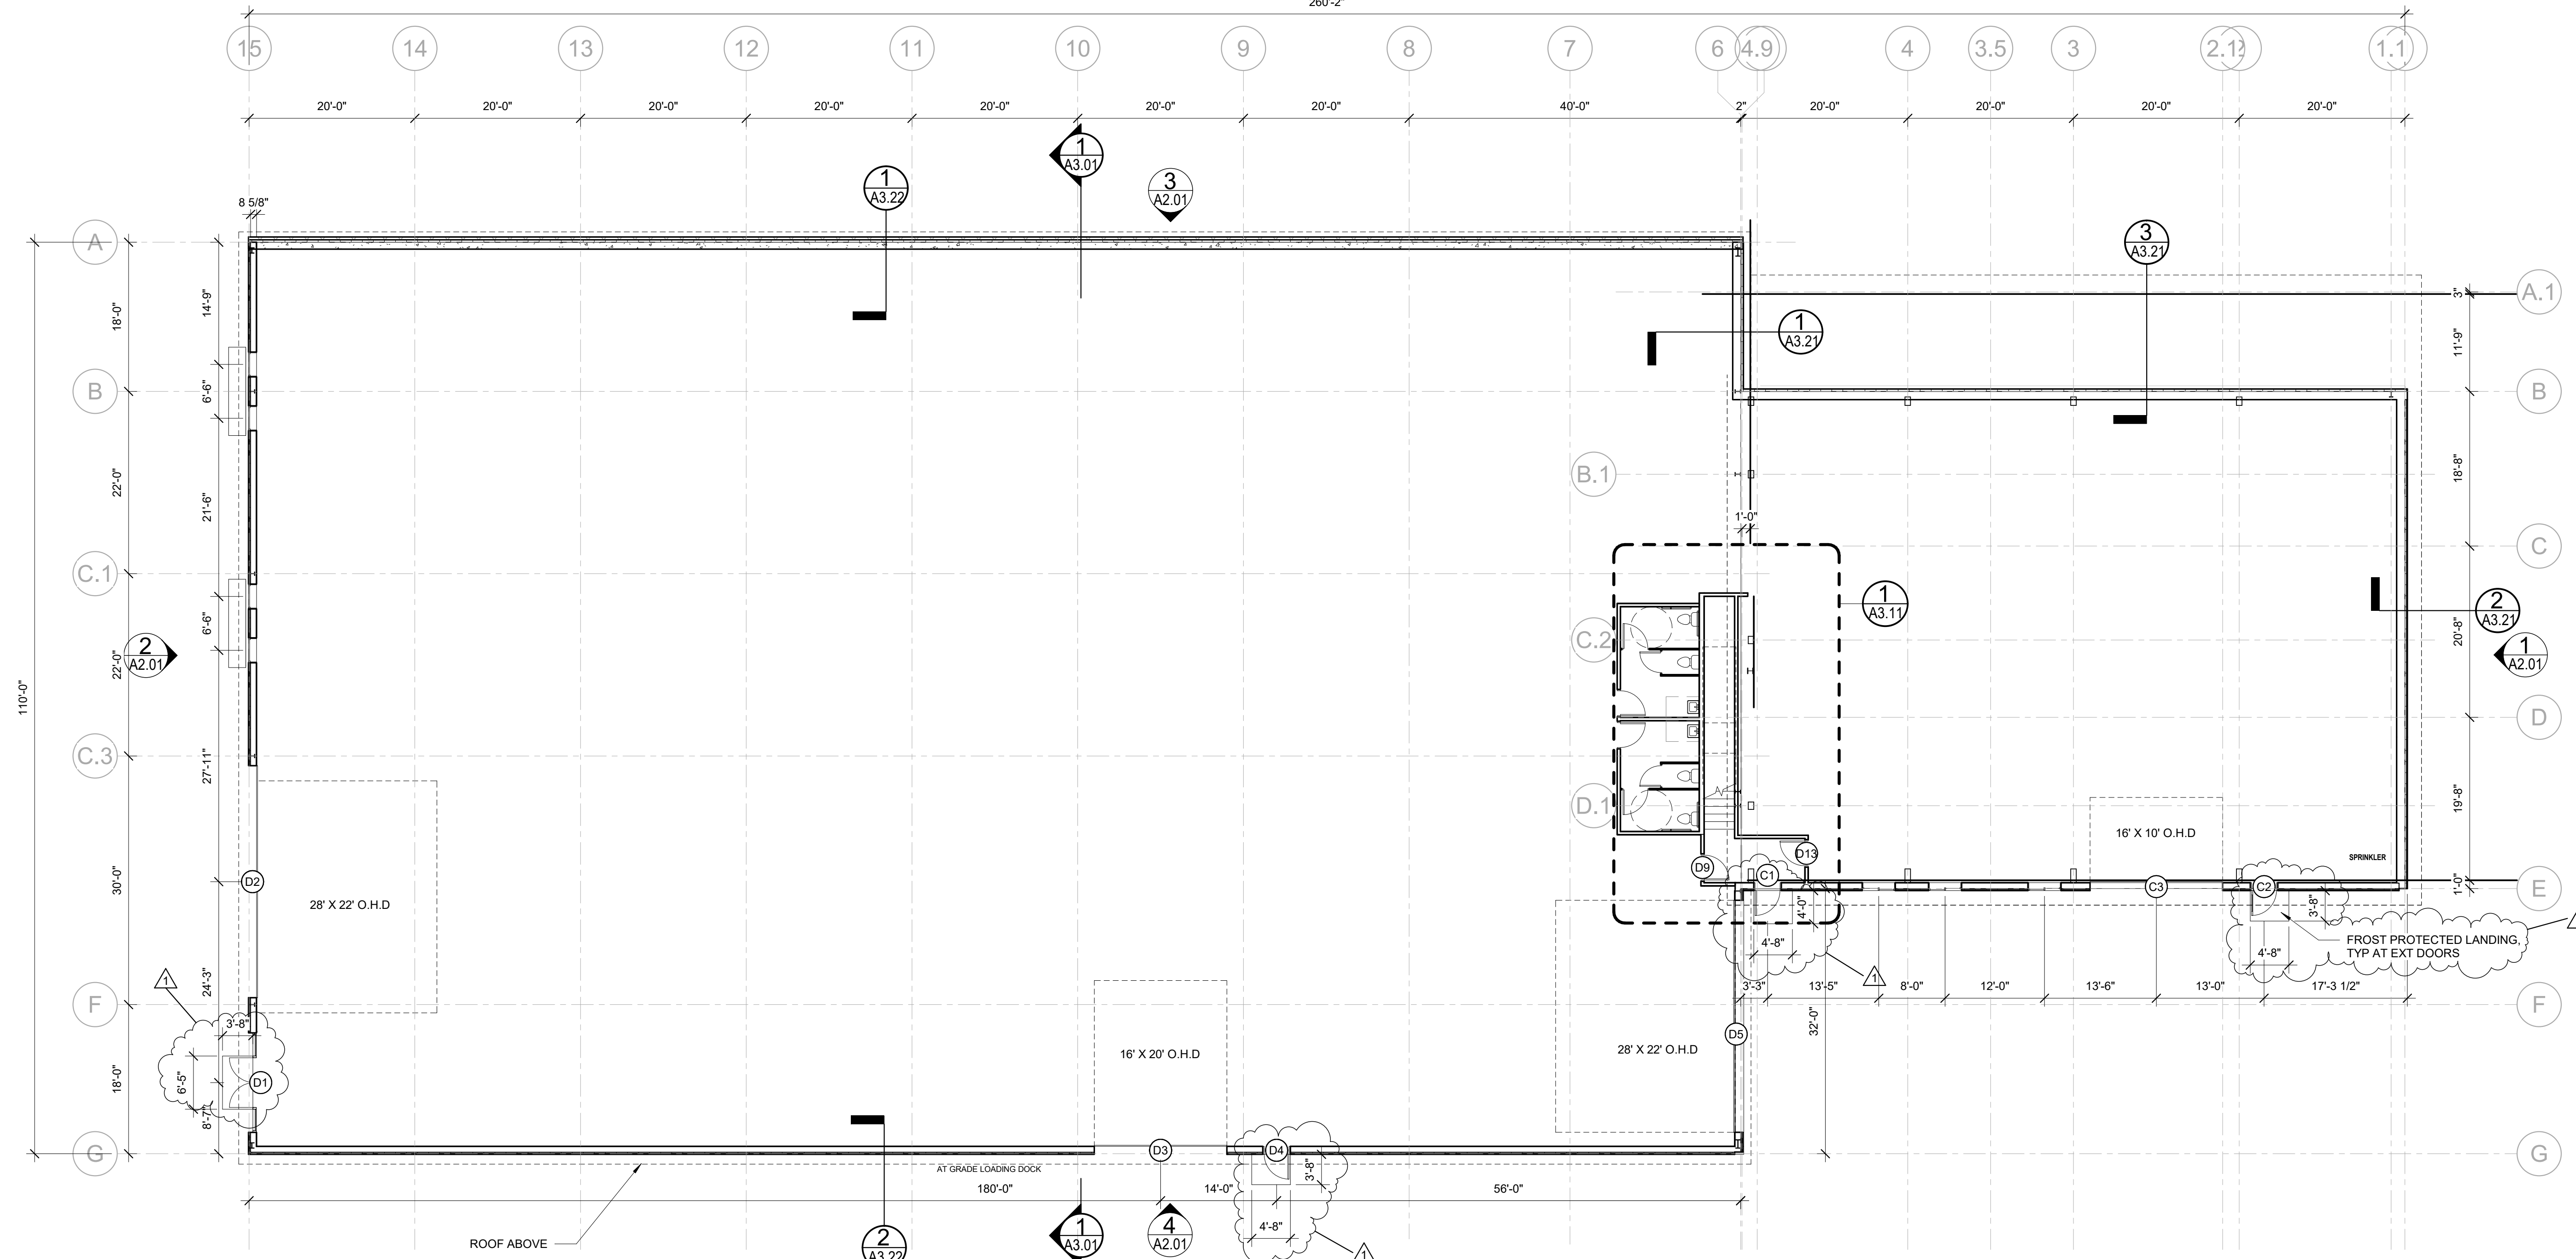 260'-2"
15 14 13 12 11 10 9 8 7 6 4.9 4 3.5 3 2.1 2 1.1
20'-0" 20'-0" 20'-0" 20'-0" 20'-0" 20'-0" 20'-0" 40'-0" 2" 20'-0" 20'-0" 20'-0" 20'-0"
1
A3.01
1
A3.22
3
A2.01
8 5/8"
A
3
A3.21
A.1
3"
14'-9"
18'-0"
1
A3.21
11'-9"
B
B
6'-6"
B.1
22'-0"
18'-8"
21'-6"
1'-0"
C
C.1
1
A3.11
2
A3.21
6'-6"
C.2
20'-8"
2
A2.01
22'-0"
1
A2.01
110'-0"
D
C.3
27'-11"
D.1
19'-8"
16' X 10' O.H.D
SPRINKLER
D9
D13
C1
30'-0"
D2
C3
C2
1'-0"
E
28' X 22' O.H.D
4'-0"
3'-8"
4'-8"
FROST PROTECTED LANDING,
TYP AT EXT DOORS
4'-8"
24'-3"
1
1
3'-3" 13'-5" 8'-0" 12'-0" 13'-6" 13'-0" 17'-3 1/2"
F
F
3'-8"
32'-0"
D5
16' X 20' O.H.D
28' X 22' O.H.D
18'-0"
6'-5"
D1
8'-7"
G
D3
D4
G
AT GRADE LOADING DOCK
3'-8"
180'-0" 14'-0" 56'-0"
4'-8"
ROOF ABOVE
2
A3.22
1
A3.01
4
A2.01
1